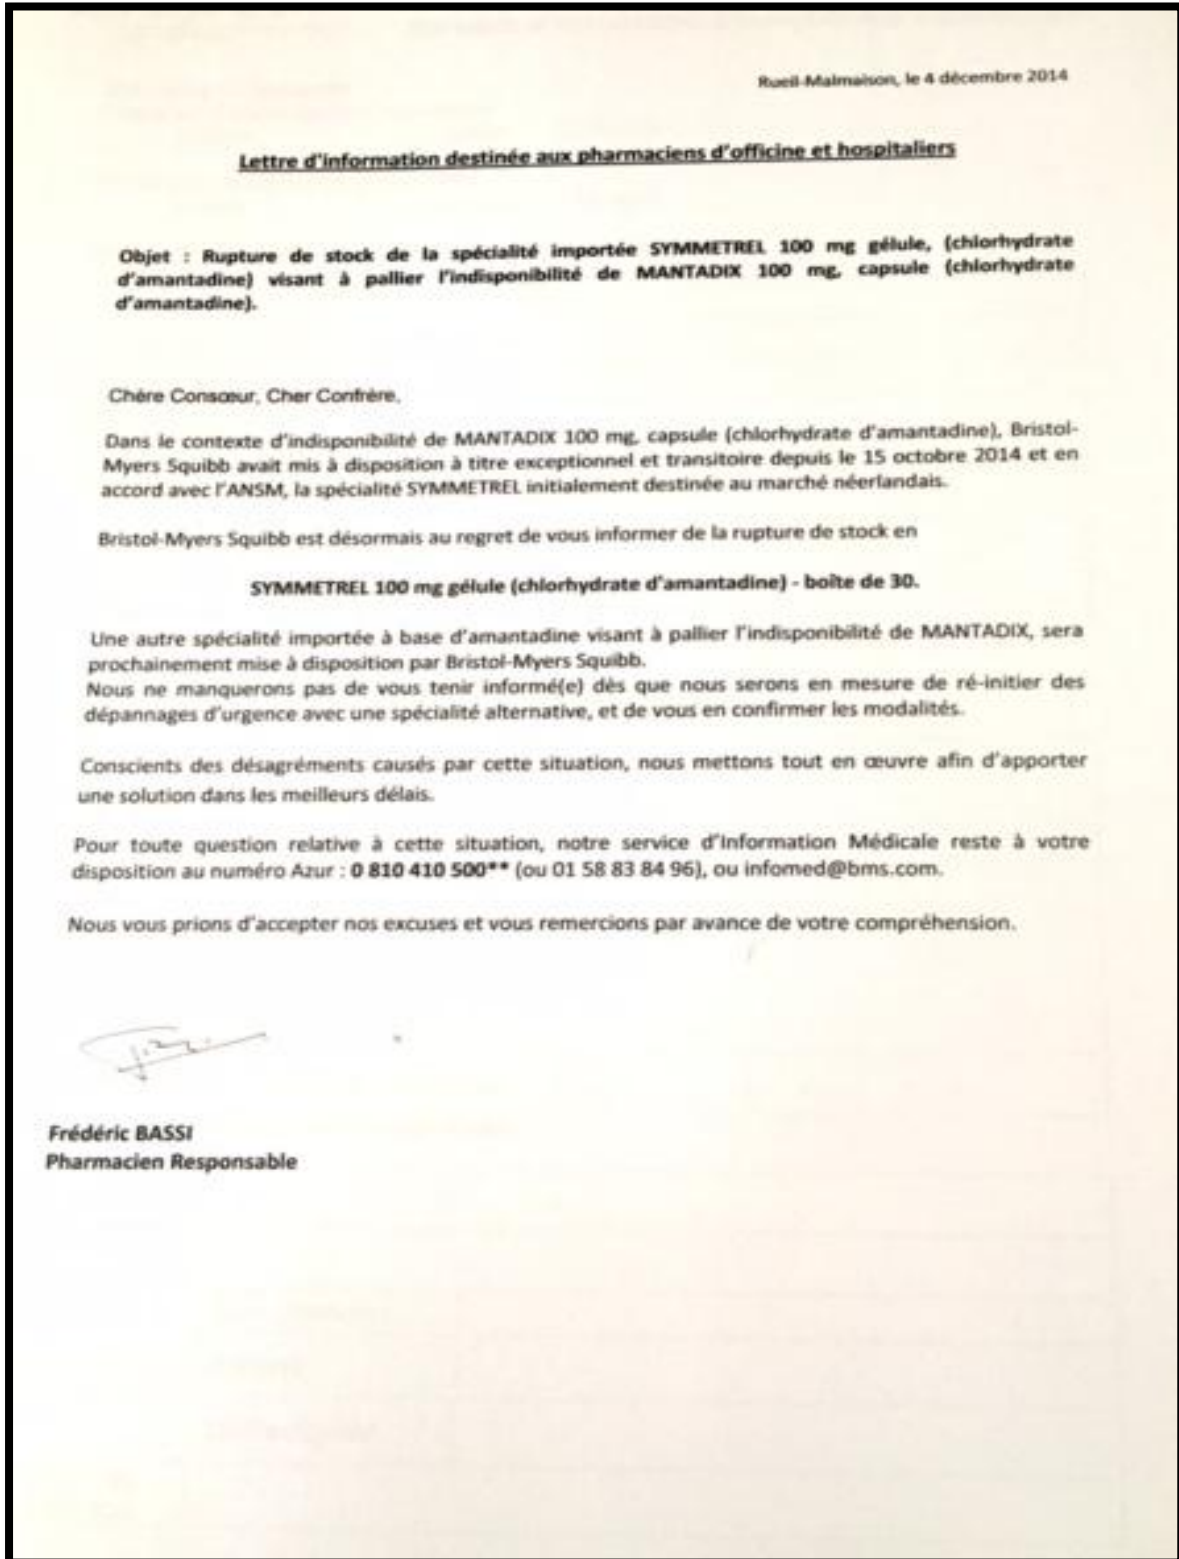 Rueil-Malmaison, le 4 décembre 2014
Lettre d'information destinée aux pharmaciens d'officine et hospitaliers
Objet : Rupture de stock de la spécialité importée SYMMETREL 100 mg gélule, (chlorhydrate
d'amantadine) visant à pallier l'indisponibilité de MANTADIX 100 mg, capsule (chlorhydrate
d'amantadine).
Chère Consœur, Cher Confrère,
Dans le contexte d'indisponibilité de MANTADIX 100 mg, capsule (chlorhydrate d'amantadine), Bristol-
Myers Squibb avait mis à disposition à titre exceptionnel et transitoire depuis le 15 octobre 2014 et en
accord avec l'ANSM, la spécialité SYMMETREL initialement destinée au marché néerlandais.
Bristol-Myers Squibb est désormais au regret de vous informer de la rupture de stock en
SYMMETREL 100 mg gélule (chlorhydrate d'amantadine) - boîte de 30.
Une autre spécialité importée à base d'amantadine visant à pallier l'indisponibilité de MANTADIX, sera
prochainement mise à disposition par Bristol-Myers Squibb.
Nous ne manquerons pas de vous tenir informé(e) dès que nous serons en mesure de ré-initier des
dépannages d'urgence avec une spécialité alternative, et de vous en confirmer les modalités.
Conscients des désagréments causés par cette situation, nous mettons tout en œuvre afin d'apporter
une solution dans les meilleurs délais.
Pour toute question relative à cette situation, notre service d'Information Médicale reste à votre
disposition au numéro Azur : 0 810 410 500** (ou 01 58 83 84 96), ou infomed@bms.com.
Nous vous prions d'accepter nos excuses et vous remercions par avance de votre compréhension.
Frédéric BASSI
Pharmacien Responsable